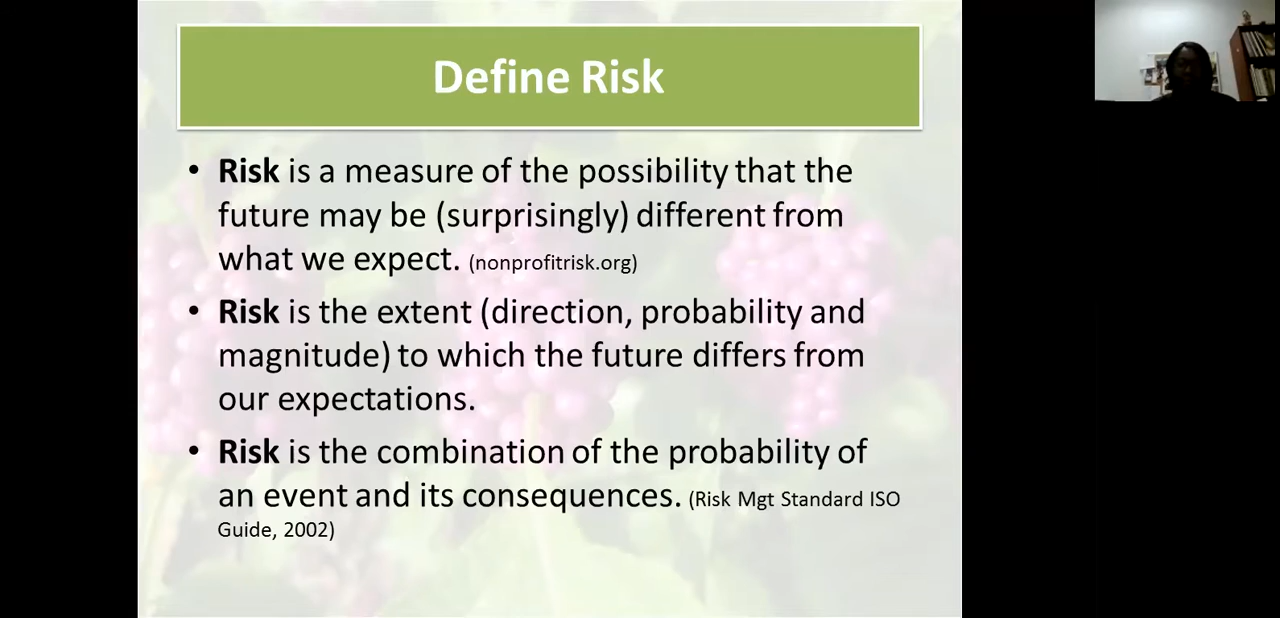 Define Risk
• Risk is a measure of the possibility that the
future may be (surprisingly) different from
what we expect. (nonprofitrisk.org)
• Risk is the extent (direction, probability and
magnitude) to which the future differs from
our expectations.
• Risk is the combination of the probability of
an event and its consequences. (Risk Mgt Standard ISO
Guide, 2002)